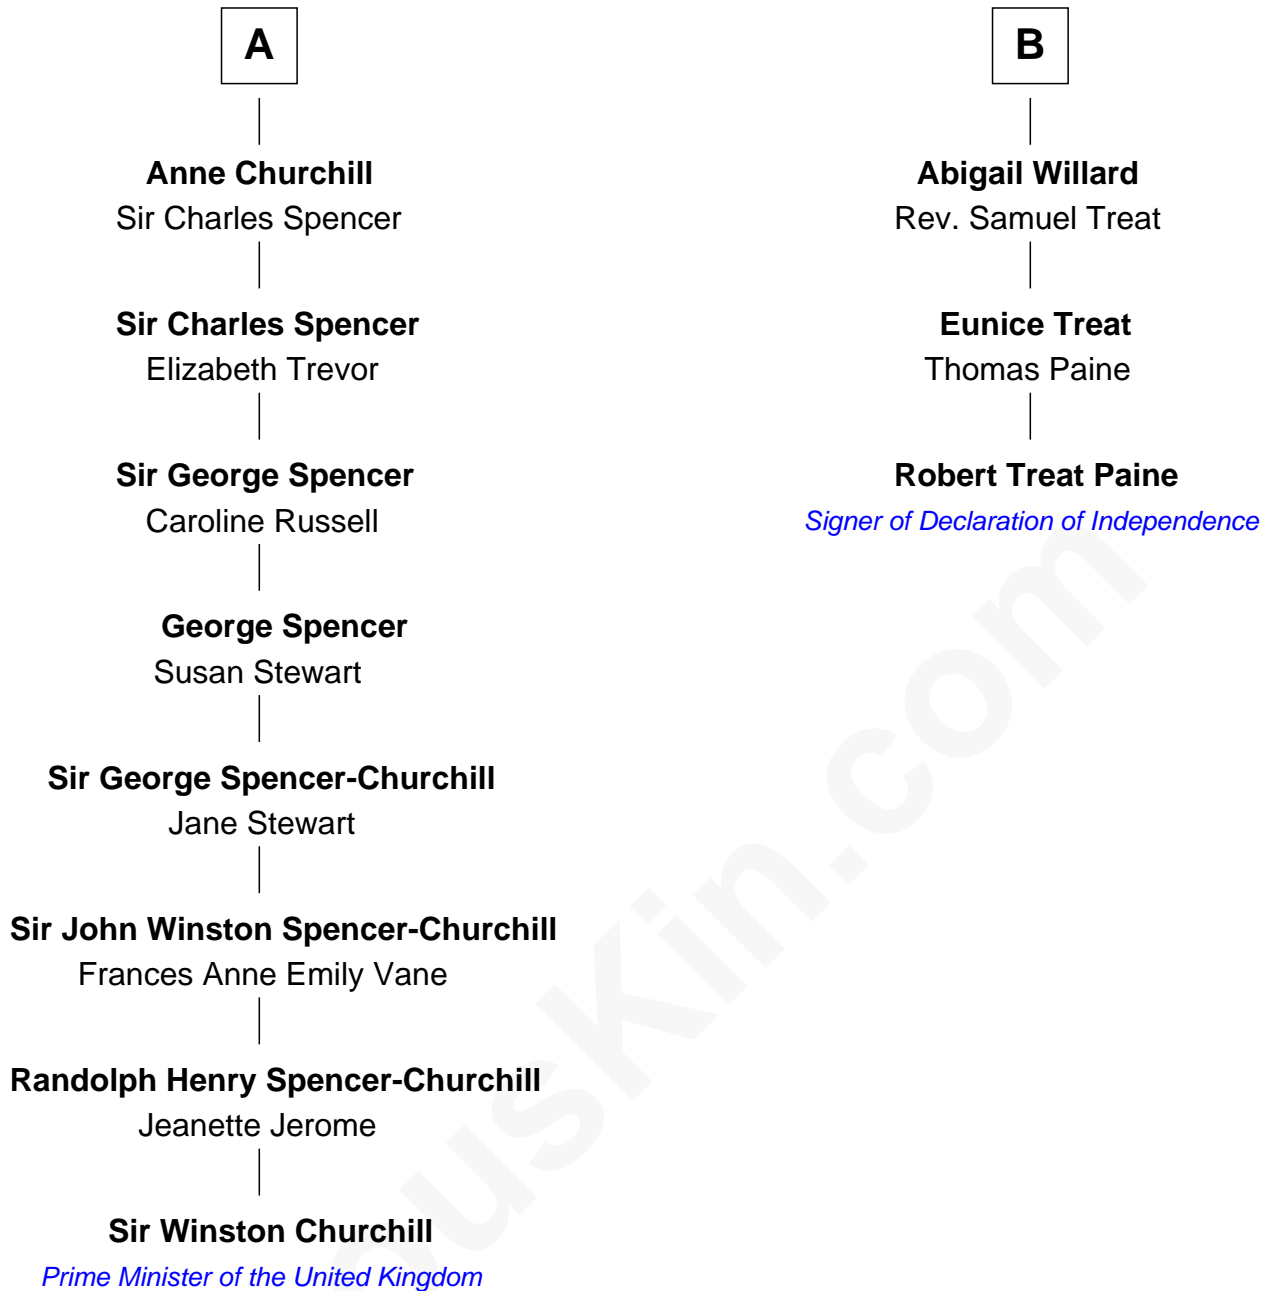 A
Anne Churchill
Sir Charles Spencer
Sir Charles Spencer
Elizabeth Trevor
Sir George Spencer
Caroline Russell
George Spencer
Susan Stewart
Sir George Spencer-Churchill
Jane Stewart
Sir John Winston Spencer-Churchill
Frances Anne Emily Vane
Randolph Henry Spencer-Churchill
Jeanette Jerome
Sir Winston Churchill
Prime Minister of the United Kingdom
B
Abigail Willard
Rev. Samuel Treat
Eunice Treat
Thomas Paine
Robert Treat Paine
Signer of Declaration of Independence
ousKin.com